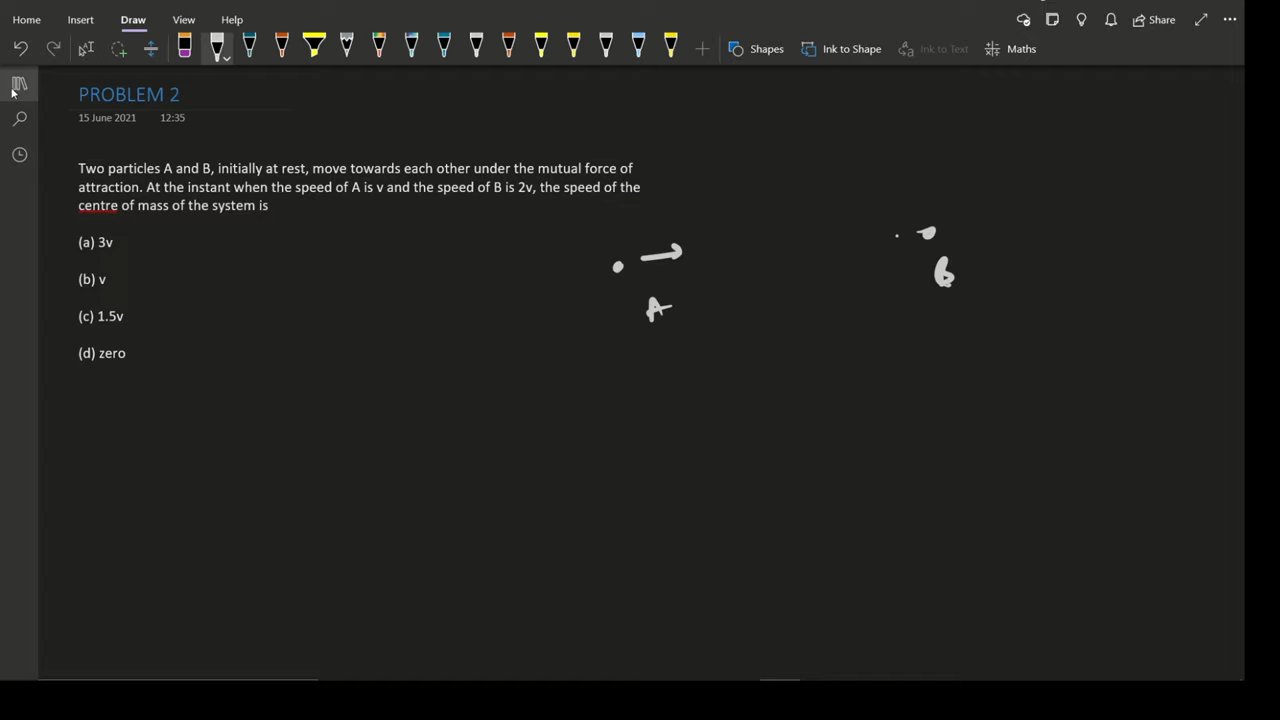 Home Insert Draw View Help
Share
Shapes Ink to Shape Ink to Text Maths
PROBLEM 2
15 June 2021 12:35
Two particles A and B, initially at rest, move towards each other under the mutual force of
attraction. At the instant when the speed of A is v and the speed of B is 2v, the speed of the
centre of mass of the system is
(a) 3v
(b) v
(c) 1.5v
(d) zero
A
B